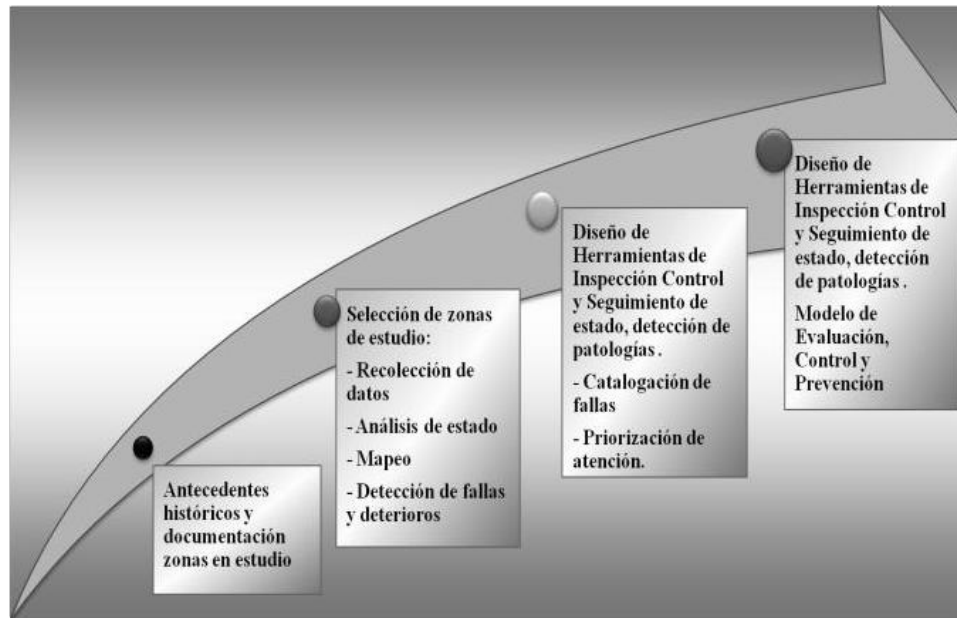 Antecedentes
históricos y
documentación
zonas en estudio
Selección de zonas
de estudio:
- Recolección de
datos
- Análisis de estado
- Mapeo
- Detección de fallas
y deterioros
Diseño de
Herramientas de
Inspección Control
y Seguimiento de
estado, detección de
patologías .
- Catalogación de
fallas
- Priorización de
atención.
Diseño de
Herramientas de
Inspección Control
y Seguimiento de
estado, detección
de patologías .
Modelo de
Evaluación,
Control y
Prevención